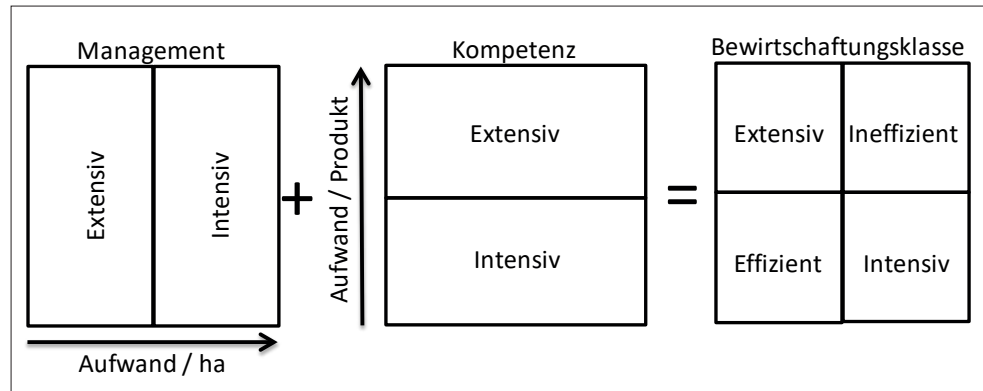 Management
Extensiv
Intensiv
Aufwand / ha
+
Aufwand / Produkt
Kompetenz
Extensiv
Intensiv
=
Bewirtschaftungsklasse
Extensiv
Ineffizient
Effizient
Intensiv